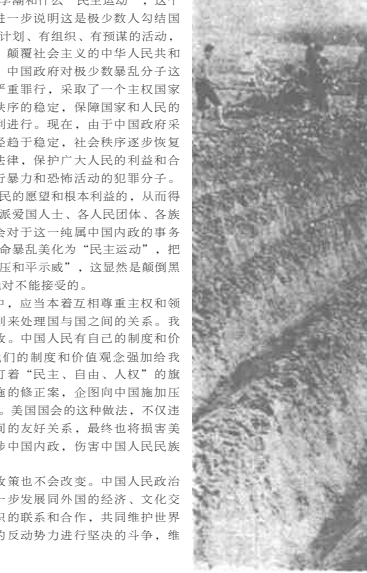 学潮和什么“民主运动”，这个
进一步说明这是极少数人勾结国
计划、有组织、有预谋的活动，
颠覆社会主义的中华人民共和
中国政府对极少数暴乱分子这
严重罪行，采取了一个主权国家
秩序的稳定，保障国家和人民的
利进行。现在，由于中国政府采
经趋于稳定，社会秩序逐步恢复
法律，保护广大人民的利益和合
行暴力和恐怖活动的犯罪分子。
民的愿望和根本利益的，从而得
派爱国人士、各人民团体、各族
会对于这一纯属中国内政的事务
命暴乱美化为“民主运动”，把
压和平示威”，这显然是颠倒黑
对不能接受的。
中，应当本着互相尊重主权和领
则来处理国与国之间的关系。我
政。中国人民有自己的制度和价
们的制度和价值观念强加给我
打着“民主、自由、人权”的旗
施的修正案，企图向中国施加压
。美国国会的这种做法，不仅违
间的友好关系，最终也将损害美
涉中国内政，伤害中国人民民族
政策也不会改变。中国人民政治
一步发展同外国的经济、文化交
织的联系和合作，共同维护世界
的反动势力进行坚决的斗争，维